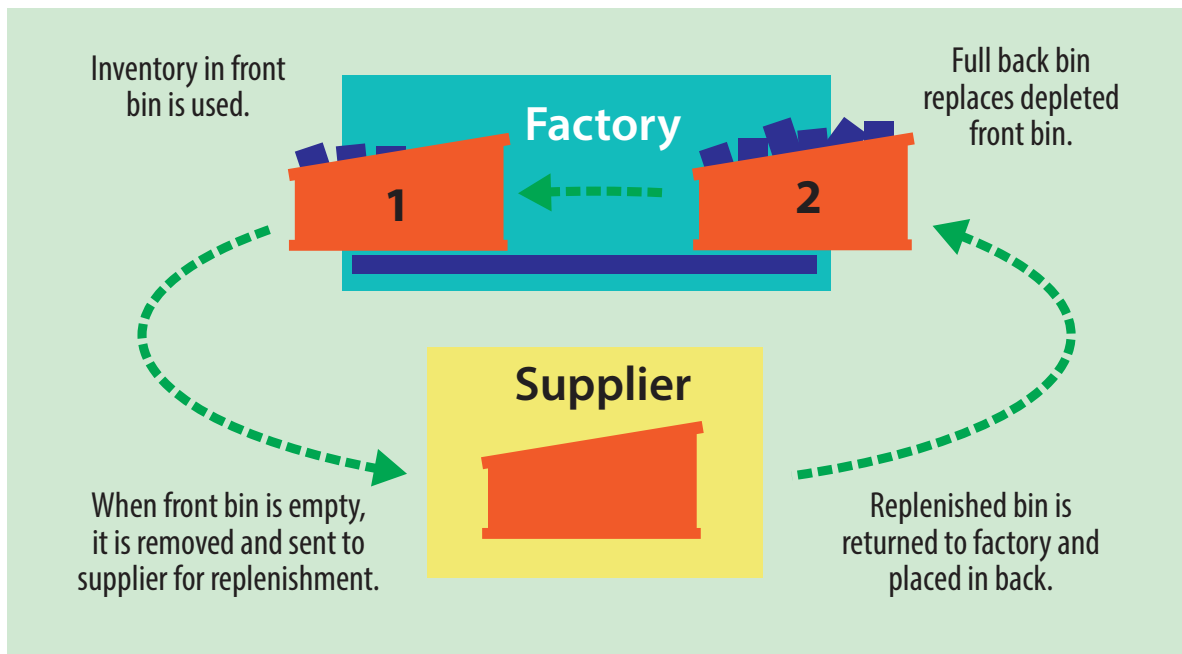 Inventory in front
bin is used.
Factory
Full back bin
replaces depleted
front bin.
1
2
Supplier
When front bin is empty,
it is removed and sent to
supplier for replenishment.
Replenished bin is
returned to factory and
placed in back.